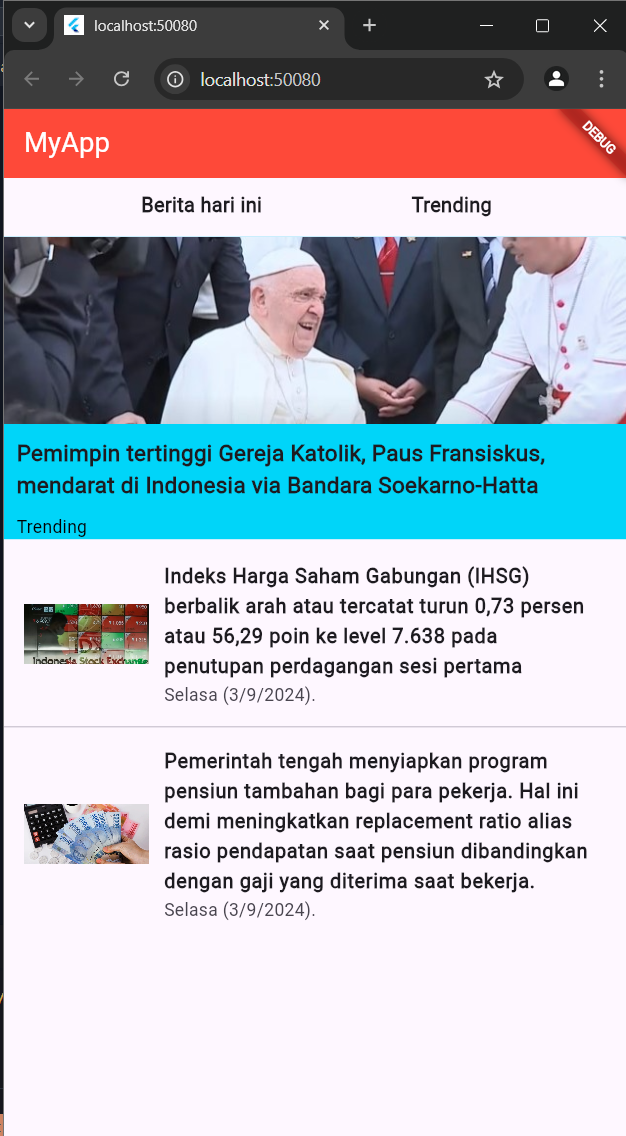 localhost:50080
localhost:50080
MyApp
DEBUG
Berita hari ini
Trending
Pemimpin tertinggi Gereja Katolik, Paus Fransiskus,
mendarat di Indonesia via Bandara Soekarno-Hatta
Trending
Indeks Harga Saham Gabungan (IHSG)
berbalik arah atau tercatat turun 0,73 persen
atau 56,29 poin ke level 7.638 pada
penutupan perdagangan sesi pertama
Selasa (3/9/2024).
Indonesia Stock Exchange
Pemerintah tengah menyiapkan program
pensiun tambahan bagi para pekerja. Hal ini
demi meningkatkan replacement ratio alias
rasio pendapatan saat pensiun dibandingkan
dengan gaji yang diterima saat bekerja.
Selasa (3/9/2024).